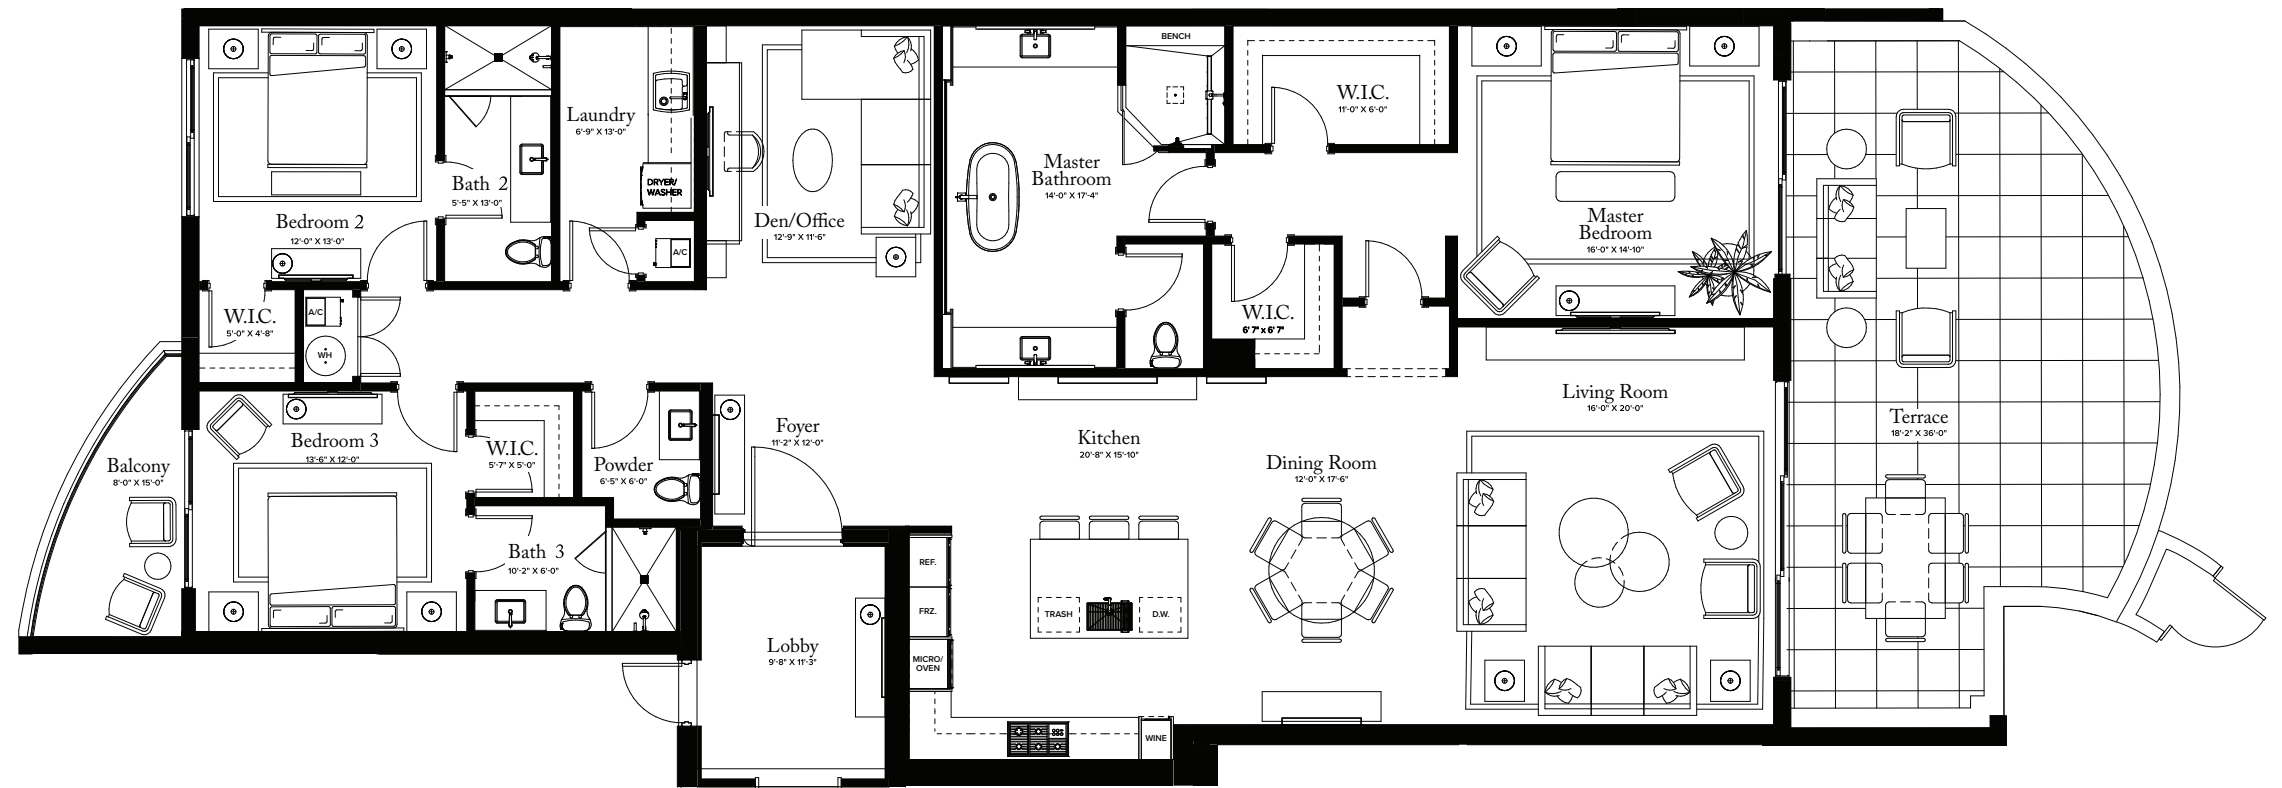 BENCH
W.I.C.
11'-0" X 6'-0"
Laundry
6'-9" X 13'-0"
DRYER/
WASHER
Bath 2
5'-5" X 13'-0"
Bedroom 2
12'-0" X 13'-0"
Den/Office
12'-9" X 11'-6"
A/C
Master
Bathroom
14'-0" X 17'-4"
Master
Bedroom
16'-0" X 14'-10"
W.I.C.
5'-0" X 4'-8"
A/C
WH
W.I.C.
6' 7" x 6' 7"
Living Room
16'-0" X 20'-0"
Terrace
18'-2" X 36'-0"
Balcony
8'-0" X 15'-0"
Bedroom 3
13'-6" X 12'-0"
W.I.C.
5'-7" X 5'-0"
Powder
6'-5" X 6'-0"
Foyer
11'-2" X 12'-0"
Kitchen
20'-8" X 15'-10"
Dining Room
12'-0" X 17'-6"
Bath 3
10'-2" X 6'-0"
REF.
FRZ.
MICRO/
OVEN
TRASH
D.W.
Lobby
9'-8" X 11'-3"
WINE